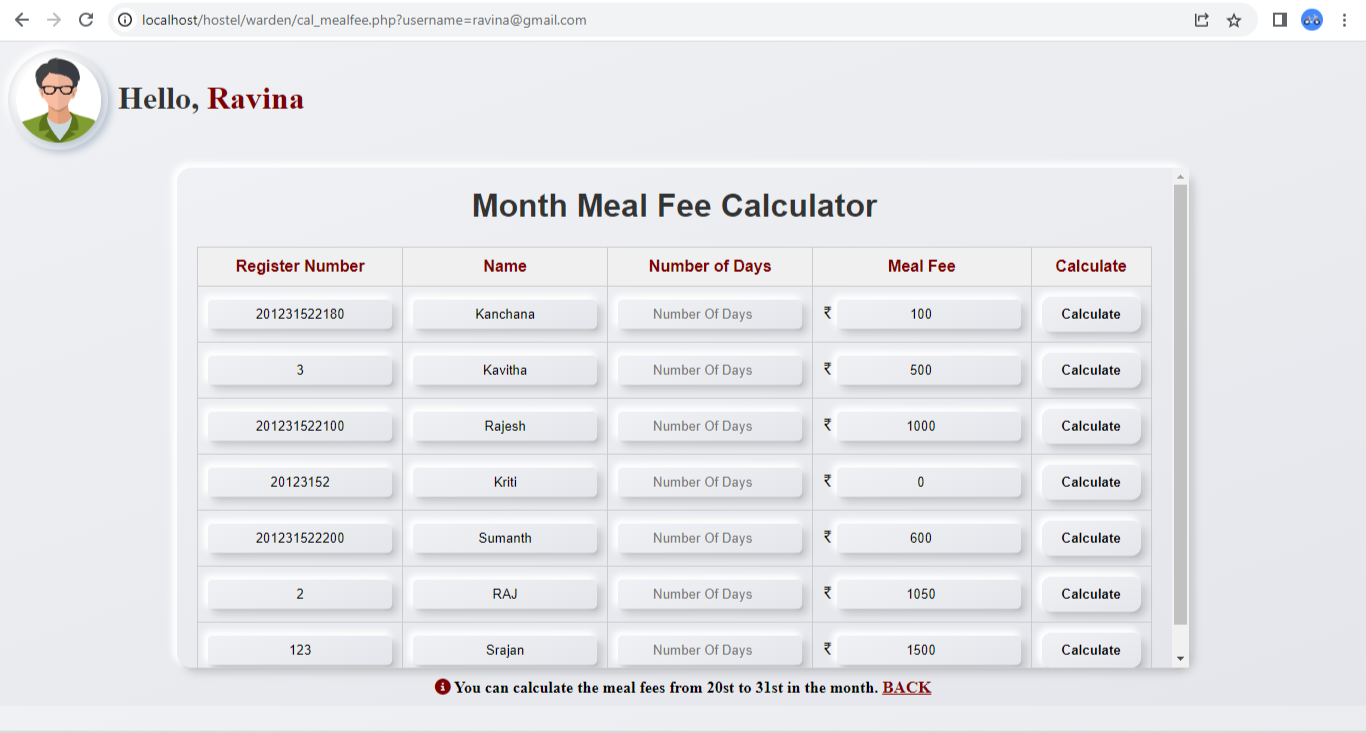 localhost/hostel/warden/cal_mealfee.php?username=ravina@gmail.com
Hello, Ravina
Month Meal Fee Calculator
Register Number Name Number of Days Meal Fee Calculate
201231522180 Kanchana Number Of Days ₹ 100 Calculate
3 Kavitha Number Of Days ₹ 500 Calculate
201231522100 Rajesh Number Of Days ₹ 1000 Calculate
20123152 Kriti Number Of Days ₹ 0 Calculate
201231522200 Sumanth Number Of Days ₹ 600 Calculate
2 RAJ Number Of Days ₹ 1050 Calculate
123 Srajan Number Of Days ₹ 1500 Calculate
You can calculate the meal fees from 20st to 31st in the month. BACK